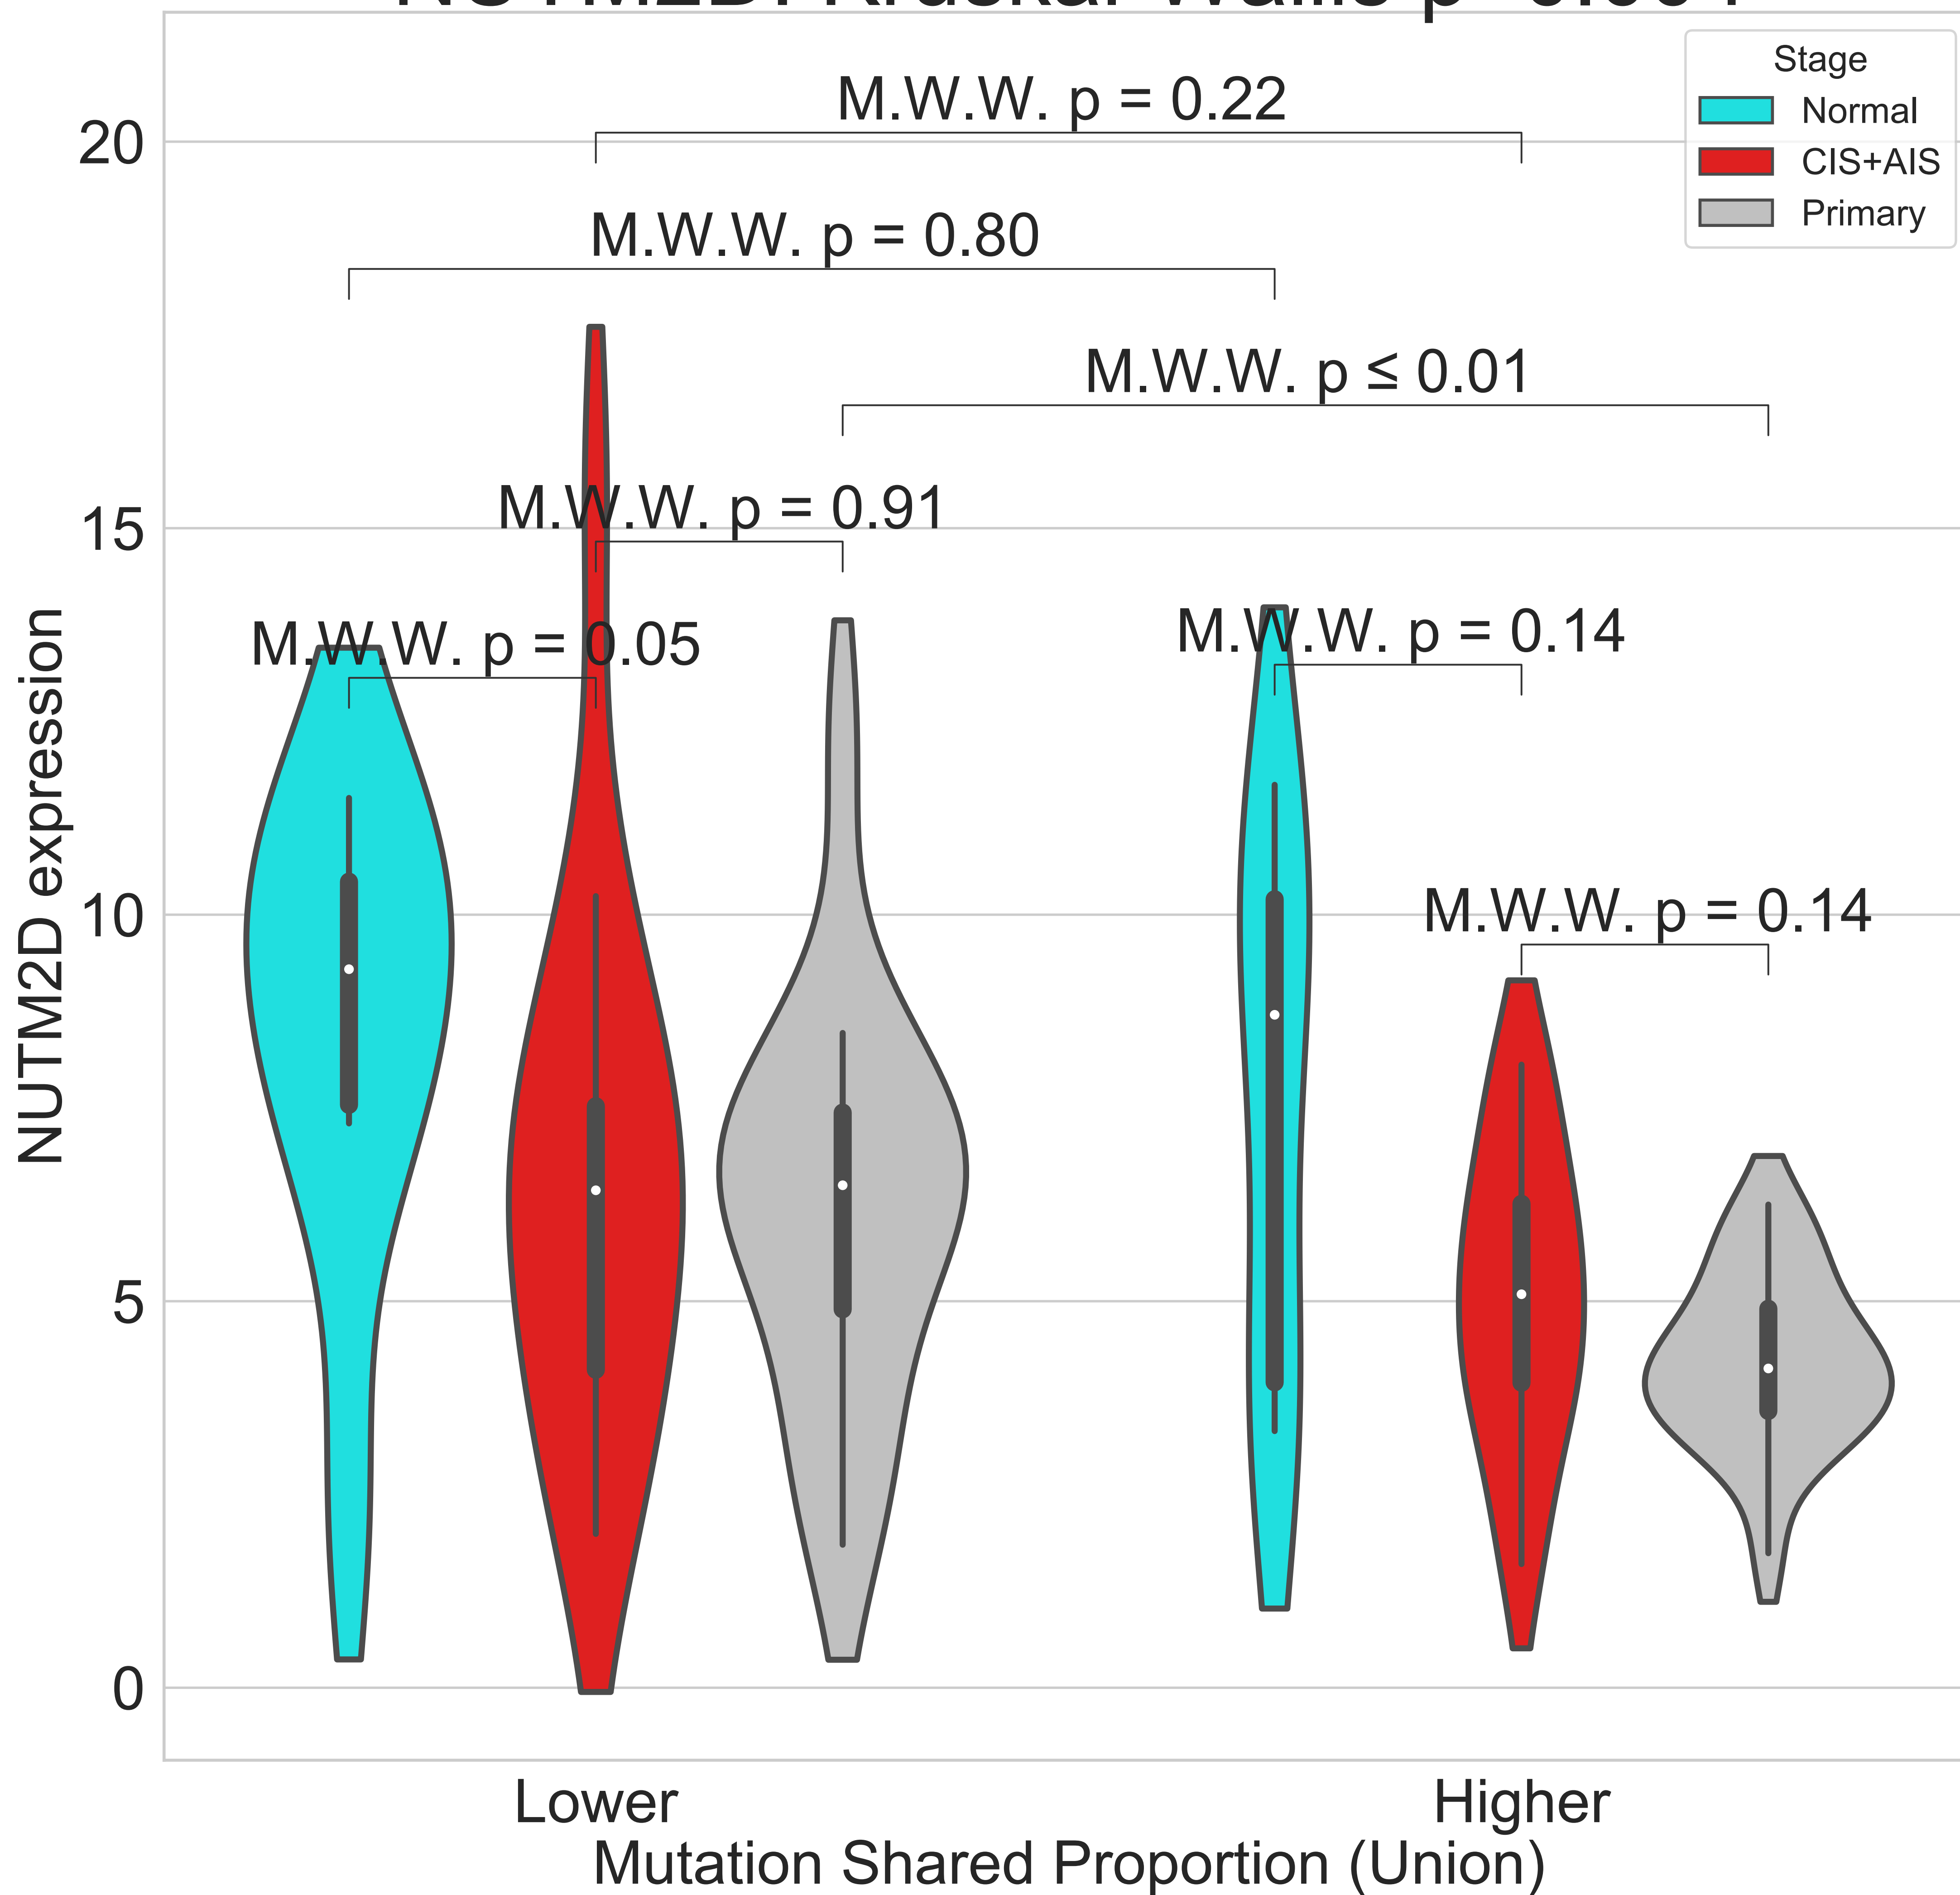 Stage
Normal
CIS+AIS
Primary
M.W.W. p = 0.22
M.W.W. p = 0.80
M.W.W. p ≤ 0.01
M.W.W. p = 0.91
M.W.W. p = 0.05
M.W.W. p = 0.14
M.W.W. p = 0.14
20
15
10
5
0
NUTM2D expression
Lower
Higher
Mutation Shared Proportion (Union)